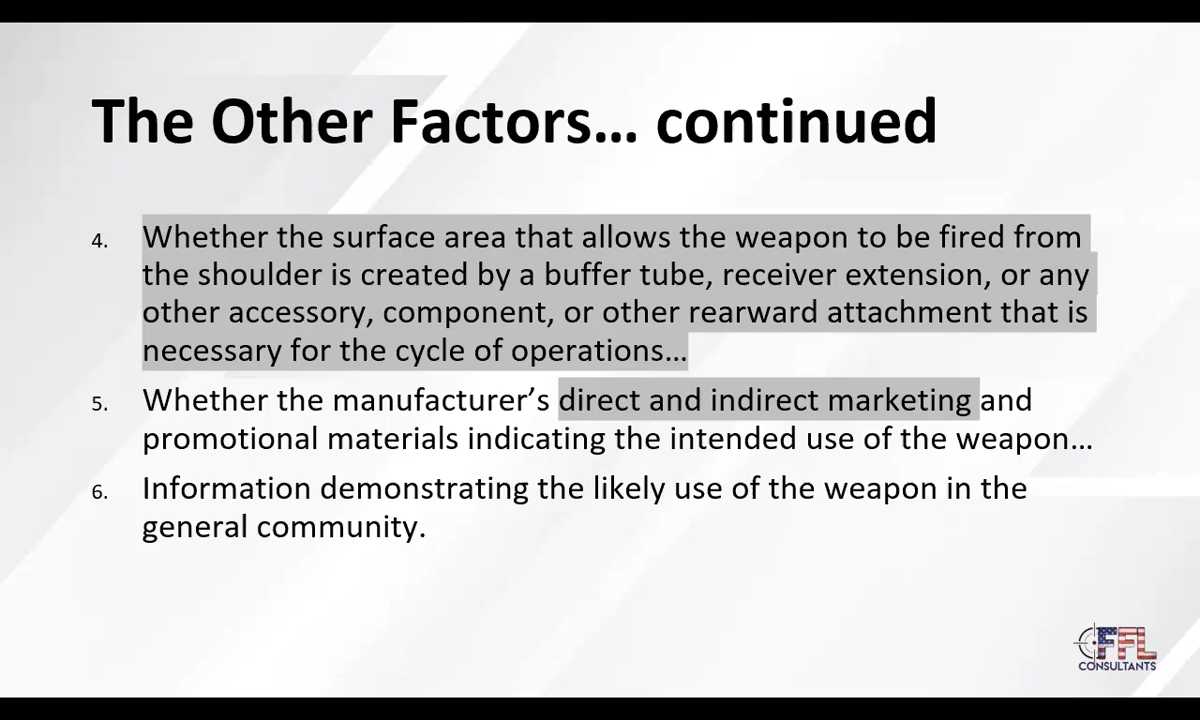 The Other Factors… continued
4. Whether the surface area that allows the weapon to be fired from
the shoulder is created by a buffer tube, receiver extension, or any
other accessory, component, or other rearward attachment that is
necessary for the cycle of operations…
5. Whether the manufacturer’s direct and indirect marketing and
promotional materials indicating the intended use of the weapon…
6. Information demonstrating the likely use of the weapon in the
general community.
FFL
CONSULTANTS